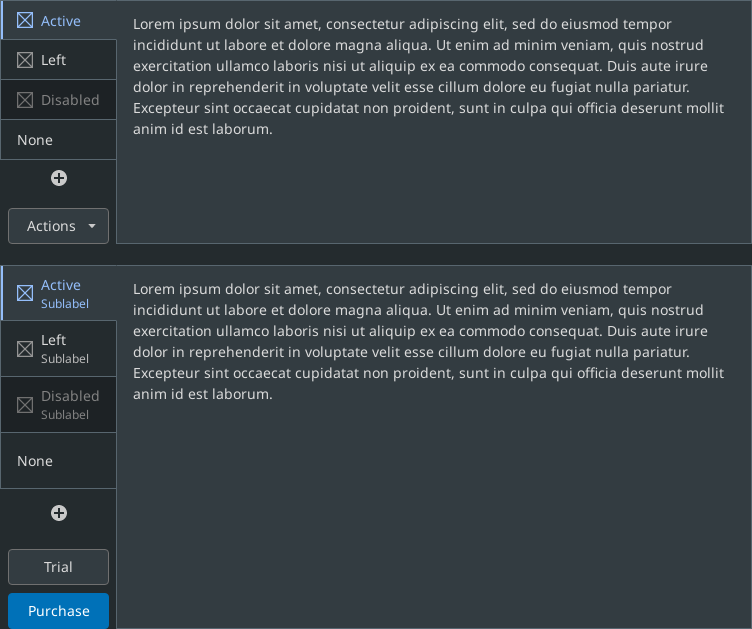 Active
Left
Disabled
None
Actions
Lorem ipsum dolor sit amet, consectetur adipiscing elit, sed do eiusmod tempor
incididunt ut labore et dolore magna aliqua. Ut enim ad minim veniam, quis nostrud
exercitation ullamco laboris nisi ut aliquip ex ea commodo consequat. Duis aute irure
dolor in reprehenderit in voluptate velit esse cillum dolore eu fugiat nulla pariatur.
Excepteur sint occaecat cupidatat non proident, sunt in culpa qui officia deserunt mollit
anim id est laborum.
Active
Sublabel
Left
Sublabel
Disabled
Sublabel
None
Trial
Purchase
Lorem ipsum dolor sit amet, consectetur adipiscing elit, sed do eiusmod tempor
incididunt ut labore et dolore magna aliqua. Ut enim ad minim veniam, quis nostrud
exercitation ullamco laboris nisi ut aliquip ex ea commodo consequat. Duis aute irure
dolor in reprehenderit in voluptate velit esse cillum dolore eu fugiat nulla pariatur.
Excepteur sint occaecat cupidatat non proident, sunt in culpa qui officia deserunt mollit
anim id est laborum.